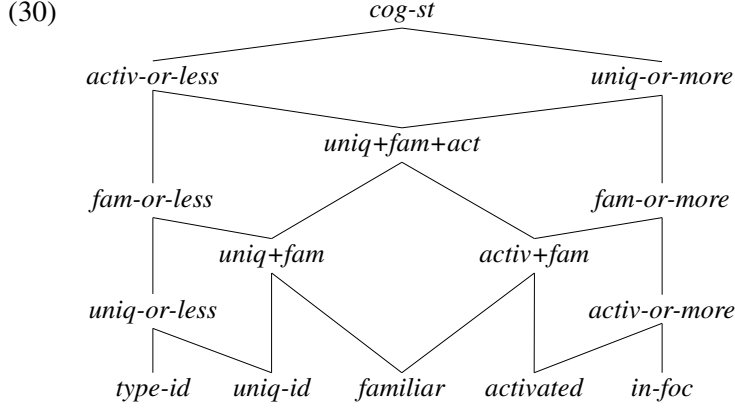 (30) cog-st
activ-or-less uniq-or-more
uniq+fam+act
fam-or-less fam-or-more
uniq+fam activ+fam
uniq-or-less activ-or-more
type-id uniq-id familiar activated in-foc